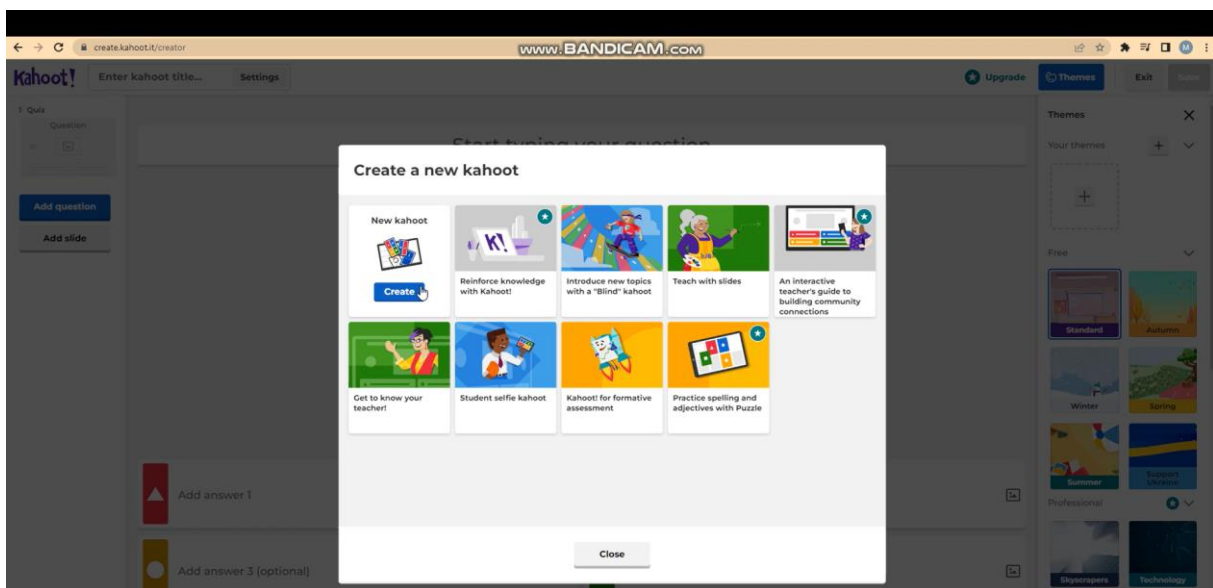 create.kahoot.it/creator
www.BANDICAM.com
M
Kahoot!
Enter kahoot title...
Settings
Upgrade
Themes
Exit
Save
1 Quiz
Question
Add question
Add slide
Start typing your question
Create a new kahoot
New kahoot
Create
K!
Reinforce knowledge
with Kahoot!
Introduce new topics
with a "Blind" kahoot
Teach with slides
An interactive
teacher's guide to
building community
connections
Get to know your
teacher!
Student selfie kahoot
Kahoot! for formative
assessment
Practice spelling and
adjectives with Puzzle
Close
Add answer 1
Add answer 3 (optional)
Themes
Your themes
Free
Standard
Autumn
Winter
Spring
Summer
Support
Ukraine
Professional
Skyscrapers
Technology